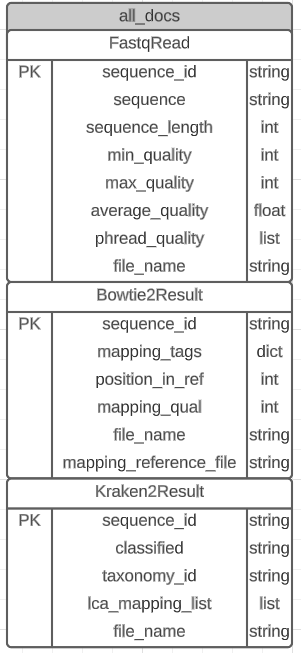 all_docs
FastqRead
PK sequence_id string
sequence string
sequence_length int
min_quality int
max_quality int
average_quality float
phread_quality list
file_name string
Bowtie2Result
PK sequence_id string
mapping_tags dict
position_in_ref int
mapping_qual int
file_name string
mapping_reference_file string
Kraken2Result
PK sequence_id string
classified string
taxonomy_id string
lca_mapping_list list
file_name string